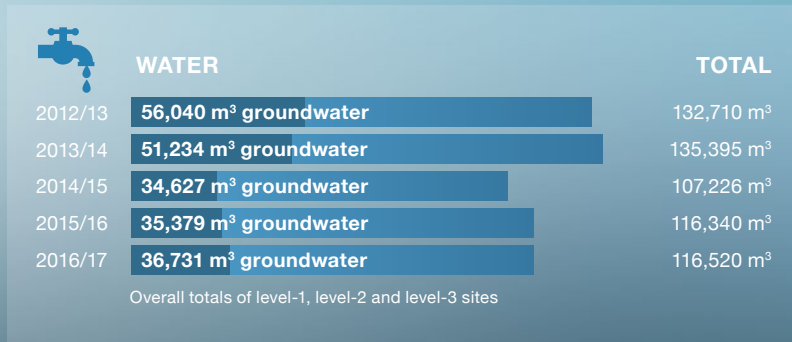 WATER TOTAL
2012/13 56,040 m³ groundwater 132,710 m³
2013/14 51,234 m³ groundwater 135,395 m³
2014/15 34,627 m³ groundwater 107,226 m³
2015/16 35,379 m³ groundwater 116,340 m³
2016/17 36,731 m³ groundwater 116,520 m³
Overall totals of level-1, level-2 and level-3 sites